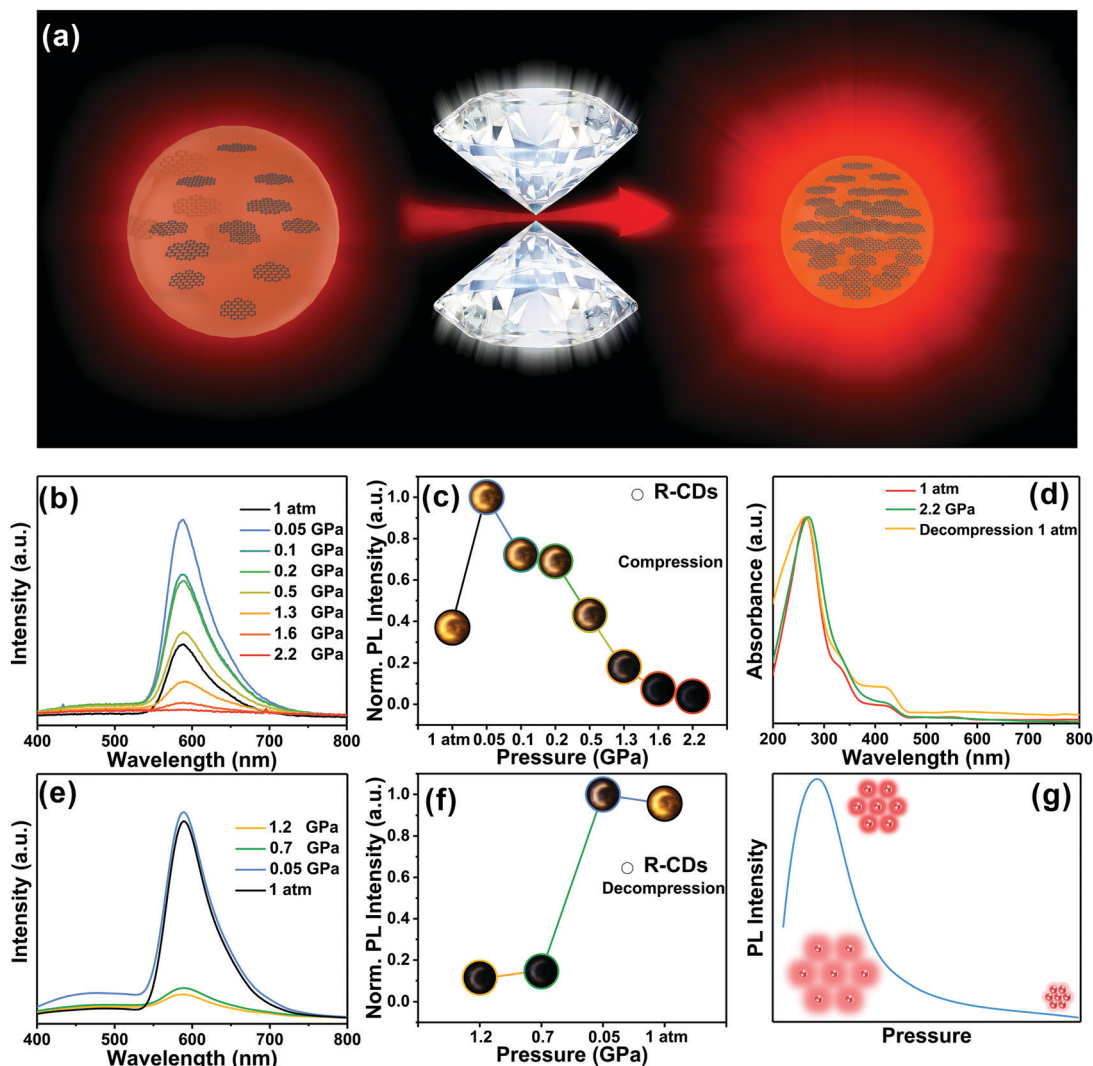 (a)
(b)
1 atm
0.05 GPa
0.1 GPa
0.2 GPa
0.5 GPa
1.3 GPa
1.6 GPa
2.2 GPa
Intensity (a.u.)
400 500 600 700 800
Wavelength (nm)
(c)
R-CDs
Compression
Norm. PL Intensity (a.u.)
1.0
0.8
0.6
0.4
0.2
0.0
1 atm 0.05 0.1 0.2 0.5 1.3 1.6 2.2
Pressure (GPa)
(d)
1 atm
2.2 GPa
Decompression 1 atm
Absorbance (a.u.)
200 300 400 500 600 700 800
Wavelength (nm)
(e)
1.2 GPa
0.7 GPa
0.05 GPa
1 atm
Intensity (a.u.)
400 500 600 700 800
Wavelength (nm)
(f)
R-CDs
Decompression
Norm. PL Intensity (a.u.)
1.0
0.8
0.6
0.4
0.2
0.0
1.2 0.7 0.05 1 atm
Pressure (GPa)
(g)
PL Intensity
Pressure